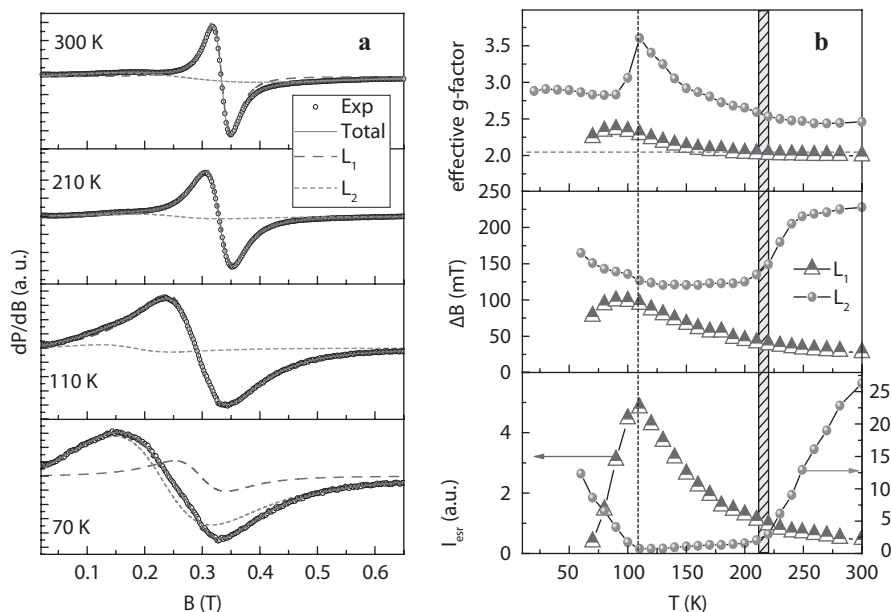 a
300 K
Exp
Total
L₁
L₂
210 K
110 K
70 K
dP/dB (a. u.)
0.1 0.2 0.3 0.4 0.5 0.6
B (T)
b
3.5
3.0
2.5
2.0
effective g-factor
250
200
150
100
50
0
ΔB (mT)
L₁
L₂
4
2
0
I_esr (a.u.)
25
20
15
10
5
0
50 100 150 200 250 300
T (K)